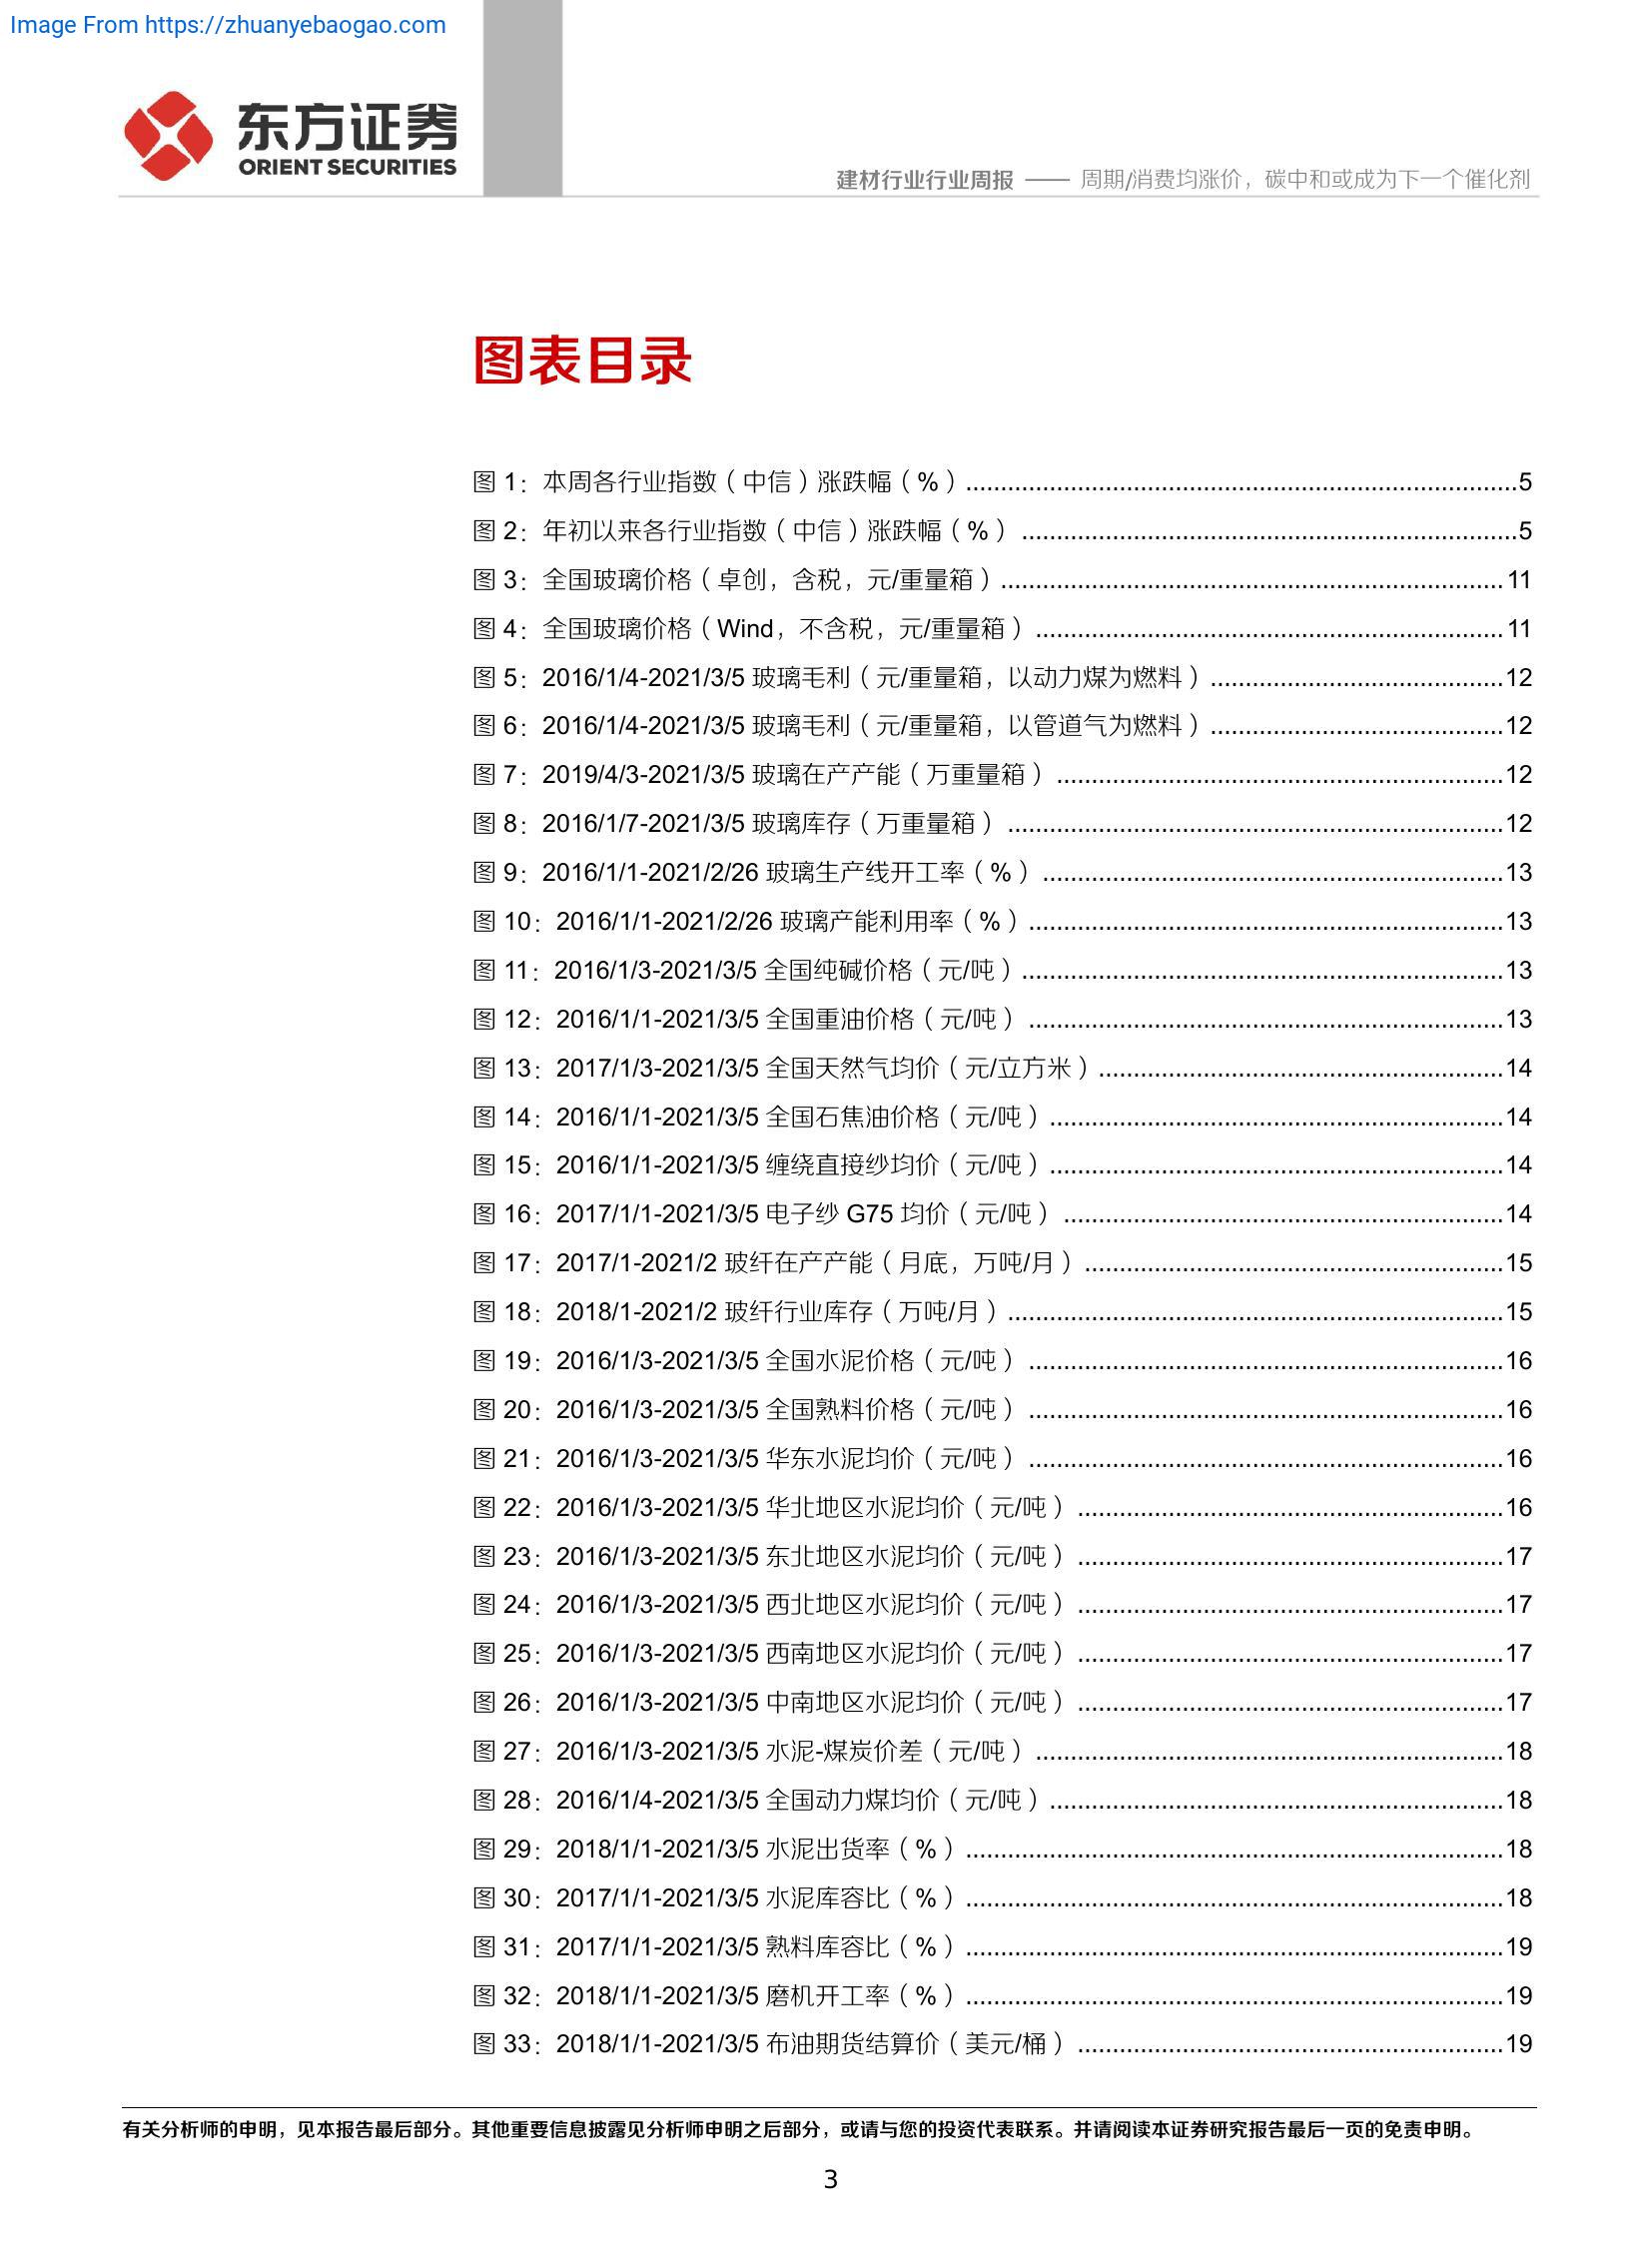 Image From https://zhuanyebaogao.com
东方证券
ORIENT SECURITIES
建材行业行业周报 —— 周期/消费均涨价，碳中和或成为下一个催化剂
图表目录
图 1：本周各行业指数（中信）涨跌幅（%）................................................................................5
图 2：年初以来各行业指数（中信）涨跌幅（%）........................................................................5
图 3：全国玻璃价格（卓创，含税，元/重量箱）........................................................................11
图 4：全国玻璃价格（Wind，不含税，元/重量箱）...................................................................11
图 5：2016/1/4-2021/3/5 玻璃毛利（元/重量箱，以动力煤为燃料）..........................................12
图 6：2016/1/4-2021/3/5 玻璃毛利（元/重量箱，以管道气为燃料）..........................................12
图 7：2019/4/3-2021/3/5 玻璃在产产能（万重量箱）................................................................12
图 8：2016/1/7-2021/3/5 玻璃库存（万重量箱）.......................................................................12
图 9：2016/1/1-2021/2/26 玻璃生产线开工率（%）..................................................................13
图 10：2016/1/1-2021/2/26 玻璃产能利用率（%）....................................................................13
图 11：2016/1/3-2021/3/5 全国纯碱价格（元/吨）.....................................................................13
图 12：2016/1/1-2021/3/5 全国重油价格（元/吨）....................................................................13
图 13：2017/1/3-2021/3/5 全国天然气均价（元/立方米）..........................................................14
图 14：2016/1/1-2021/3/5 全国石焦油价格（元/吨）.................................................................14
图 15：2016/1/1-2021/3/5 缠绕直接纱均价（元/吨）.................................................................14
图 16：2017/1/1-2021/3/5 电子纱 G75 均价（元/吨）...............................................................14
图 17：2017/1-2021/2 玻纤在产产能（月底，万吨/月）............................................................15
图 18：2018/1-2021/2 玻纤行业库存（万吨/月）.......................................................................15
图 19：2016/1/3-2021/3/5 全国水泥价格（元/吨）....................................................................16
图 20：2016/1/3-2021/3/5 全国熟料价格（元/吨）....................................................................16
图 21：2016/1/3-2021/3/5 华东水泥均价（元/吨）....................................................................16
图 22：2016/1/3-2021/3/5 华北地区水泥均价（元/吨）.............................................................16
图 23：2016/1/3-2021/3/5 东北地区水泥均价（元/吨）.............................................................17
图 24：2016/1/3-2021/3/5 西北地区水泥均价（元/吨）.............................................................17
图 25：2016/1/3-2021/3/5 西南地区水泥均价（元/吨）.............................................................17
图 26：2016/1/3-2021/3/5 中南地区水泥均价（元/吨）.............................................................17
图 27：2016/1/3-2021/3/5 水泥-煤炭价差（元/吨）...................................................................18
图 28：2016/1/4-2021/3/5 全国动力煤均价（元/吨）.................................................................18
图 29：2018/1/1-2021/3/5 水泥出货率（%）.............................................................................18
图 30：2017/1/1-2021/3/5 水泥库容比（%）.............................................................................18
图 31：2017/1/1-2021/3/5 熟料库容比（%）.............................................................................19
图 32：2018/1/1-2021/3/5 磨机开工率（%）.............................................................................19
图 33：2018/1/1-2021/3/5 布油期货结算价（美元/桶）.............................................................19
有关分析师的申明，见本报告最后部分。其他重要信息披露见分析师申明之后部分，或请与您的投资代表联系。并请阅读本证券研究报告最后一页的免责申明。
3